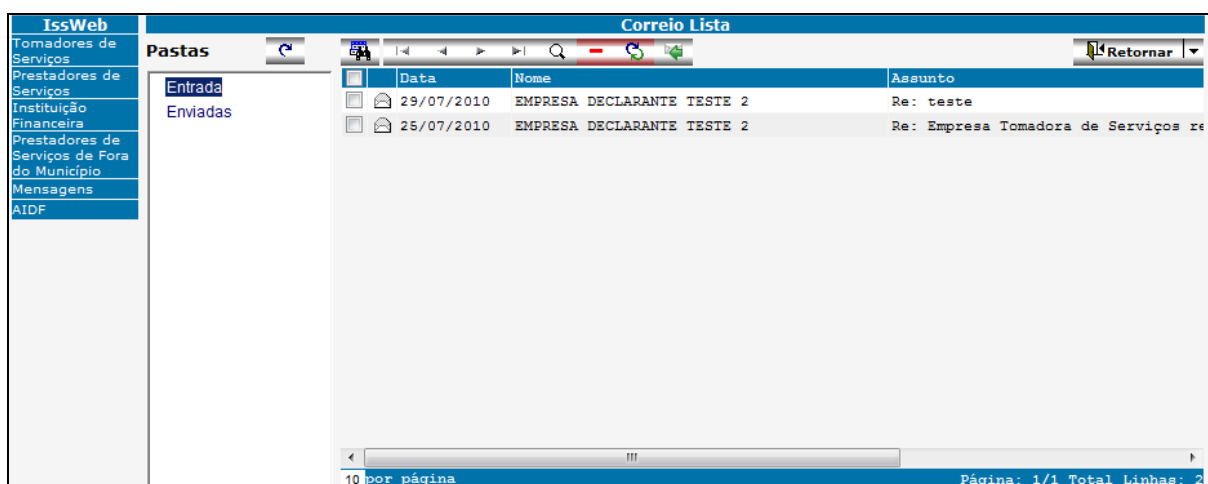 IssWeb
Correio Lista
Tomadores de
Serviços
Prestadores de
Serviços
Instituição
Financeira
Prestadores de
Serviços de Fora
do Município
Mensagens
AIDF
Pastas
Entrada
Enviadas
Retornar
Data Nome Assunto
29/07/2010 EMPRESA DECLARANTE TESTE 2 Re: teste
25/07/2010 EMPRESA DECLARANTE TESTE 2 Re: Empresa Tomadora de Serviços re
10 por página Página: 1/1 Total Linhas: 2